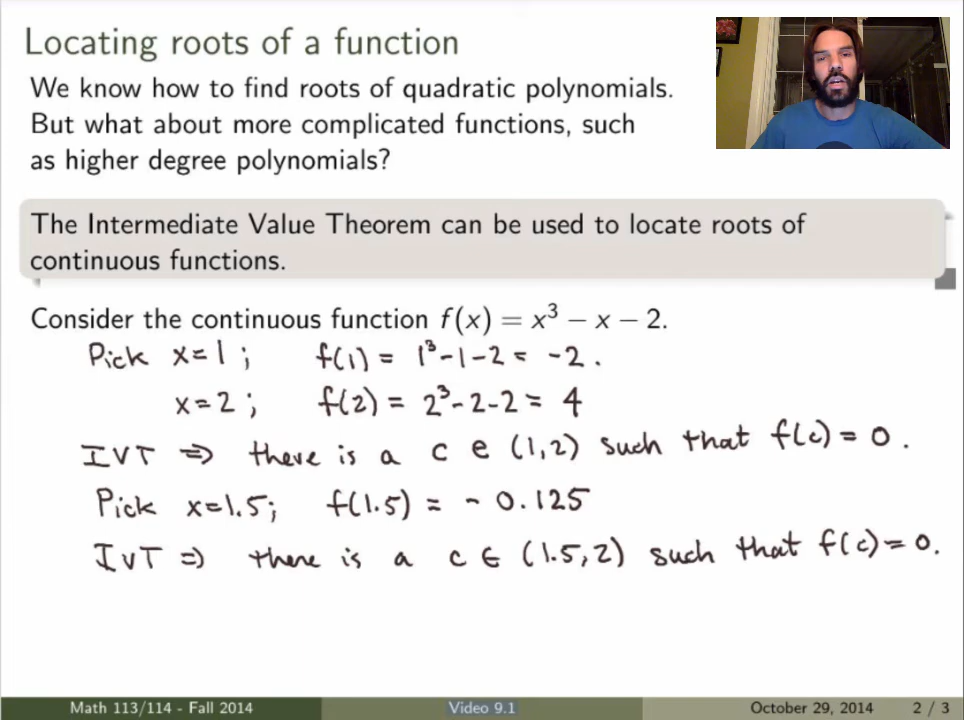 Locating roots of a function
We know how to find roots of quadratic polynomials.
But what about more complicated functions, such
as higher degree polynomials?
The Intermediate Value Theorem can be used to locate roots of
continuous functions.
Consider the continuous function f(x) = x³ − x − 2.
Pick x=1; f(1) = 1³-1-2 = -2.
x=2; f(2) = 2³-2-2 = 4
IVT ⇒ there is a c ∈ (1,2) such that f(c) = 0.
Pick x=1.5; f(1.5) = -0.125
IVT ⇒ there is a c ∈ (1.5,2) such that f(c)=0.
Math 113/114 - Fall 2014 Video 9.1 October 29, 2014 2 / 3